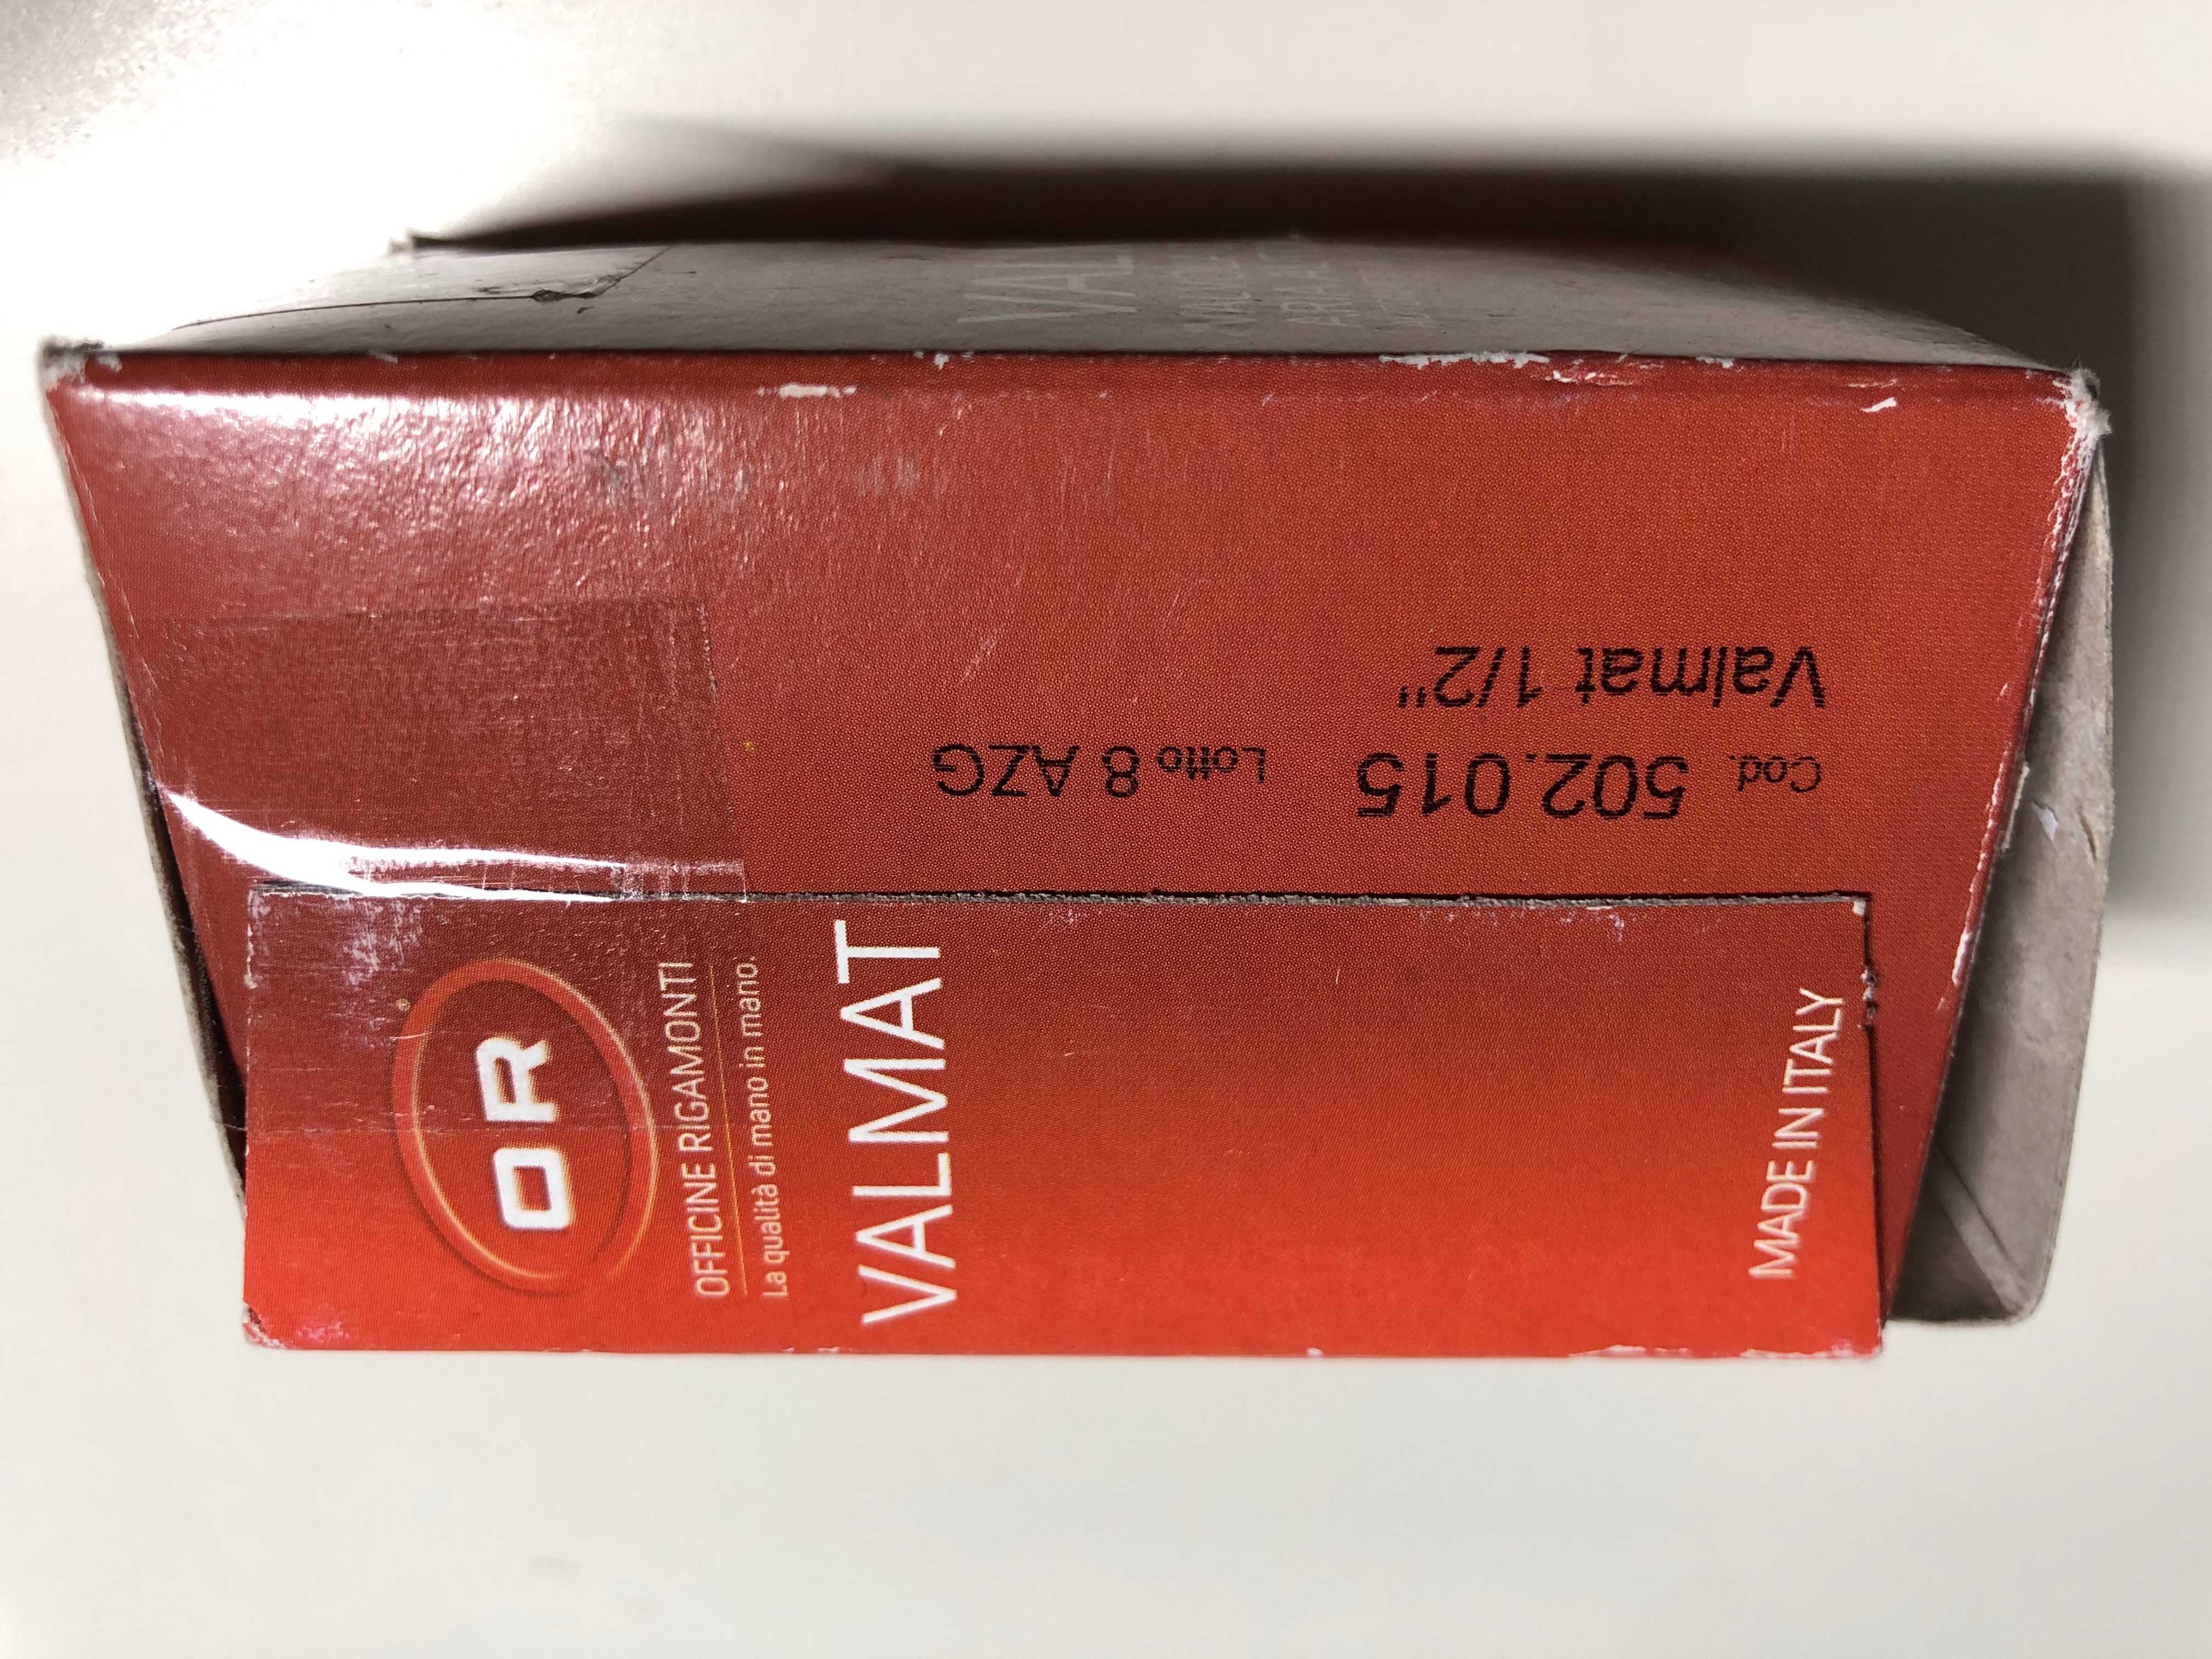 OR
OFFICINE RIGAMONTI
La qualità di mano in mano.
VALMAT
MADE IN ITALY
Valmat 1/2"
Cod. 502.015 Lotto 8 AZG
VAL